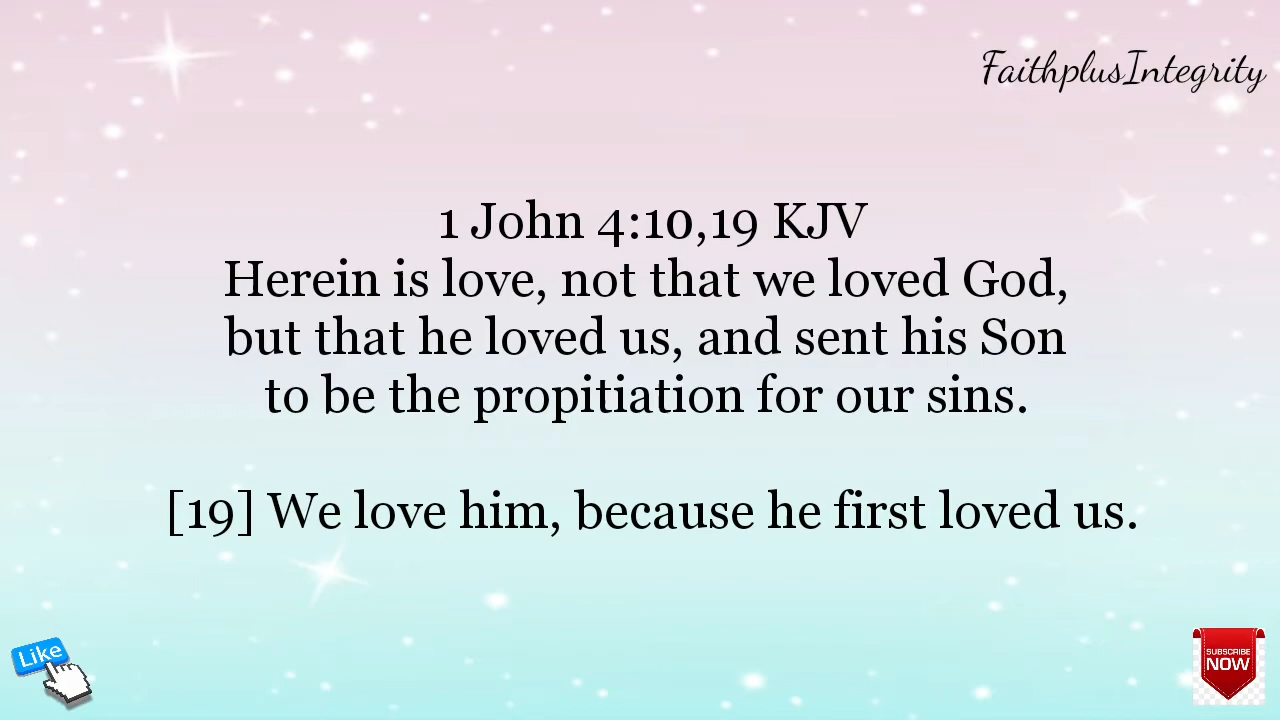 FaithplusIntegrity
1 John 4:10,19 KJV
Herein is love, not that we loved God,
but that he loved us, and sent his Son
to be the propitiation for our sins.
[19] We love him, because he first loved us.
Like
SUBSCRIBE
NOW